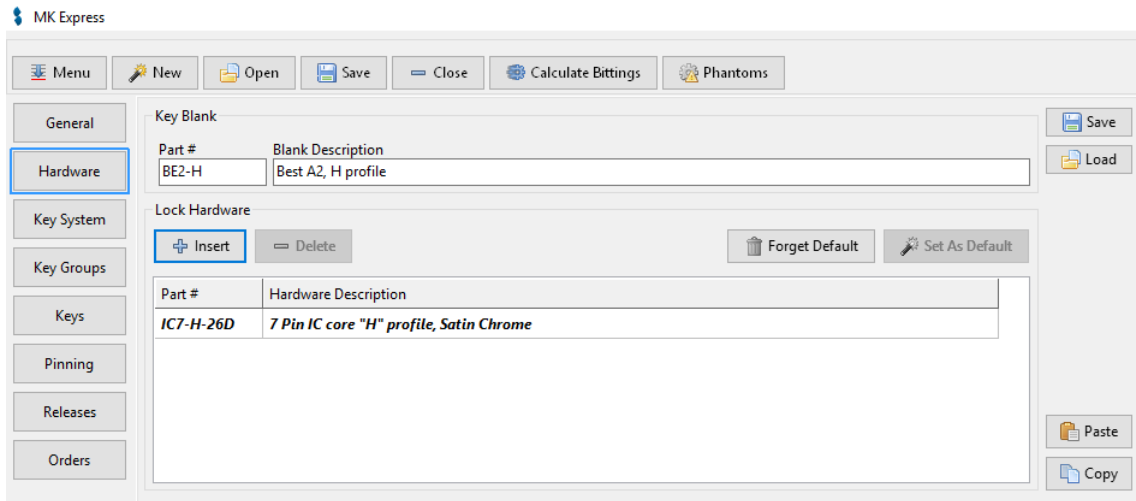 MK Express
Menu New Open Save Close Calculate Bittings Phantoms
General
Hardware
Key System
Key Groups
Keys
Pinning
Releases
Orders
Key Blank
Part # Blank Description
BE2-H Best A2, H profile
Lock Hardware
Insert Delete Forget Default Set As Default
Part # Hardware Description
IC7-H-26D 7 Pin IC core "H" profile, Satin Chrome
Save
Load
Paste
Copy